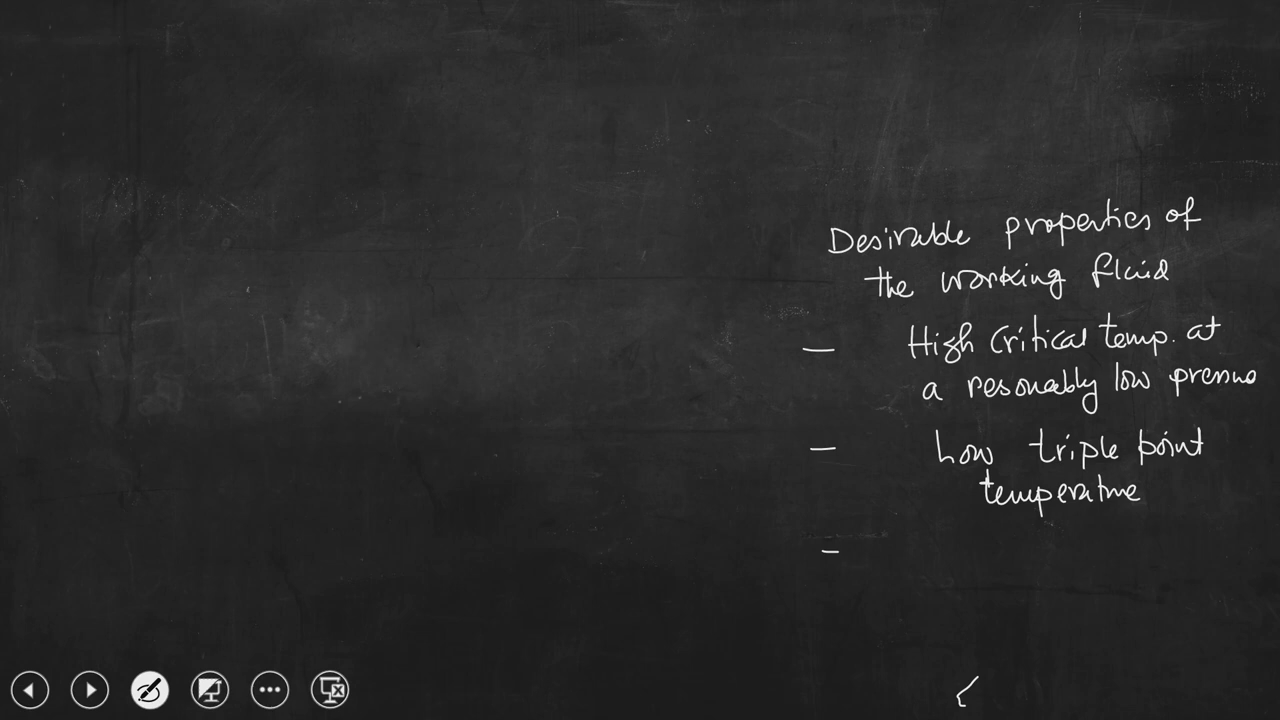 Desirable properties of
the working fluid
— High Critical temp. at
a resonably low pressure
— Low triple point
temperature
—